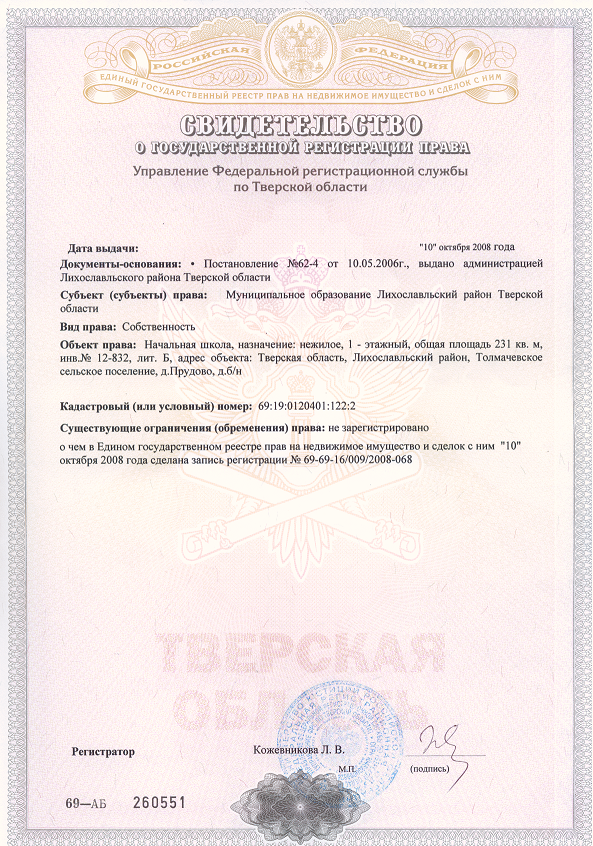 РОССИЙСКАЯ ФЕДЕРАЦИЯ
ЕДИНЫЙ ГОСУДАРСТВЕННЫЙ РЕЕСТР ПРАВ НА НЕДВИЖИМОЕ ИМУЩЕСТВО И СДЕЛОК С НИМ
СВИДЕТЕЛЬСТВО
О ГОСУДАРСТВЕННОЙ РЕГИСТРАЦИИ ПРАВА
Управление Федеральной регистрационной службы
по Тверской области
Дата выдачи: "10" октября 2008 года
Документы-основания: • Постановление №62-4 от 10.05.2006г., выдано администрацией
Лихославльского района Тверской области
Субъект (субъекты) права: Муниципальное образование Лихославльский район Тверской
области
Вид права: Собственность
Объект права: Начальная школа, назначение: нежилое, 1 - этажный, общая площадь 231 кв. м,
инв.№ 12-832, лит. Б, адрес объекта: Тверская область, Лихославльский район, Толмачевское
сельское поселение, д.Прудово, д.б/н
Кадастровый (или условный) номер: 69:19:0120401:122:2
Существующие ограничения (обременения) права: не зарегистрировано
о чем в Едином государственном реестре прав на недвижимое имущество и сделок с ним "10"
октября 2008 года сделана запись регистрации № 69-69-16/009/2008-068
ТВЕРСКАЯ
ОБЛАСТЬ
Регистратор Кожевникова Л. В.
М.П. (подпись)
69—АБ 260551